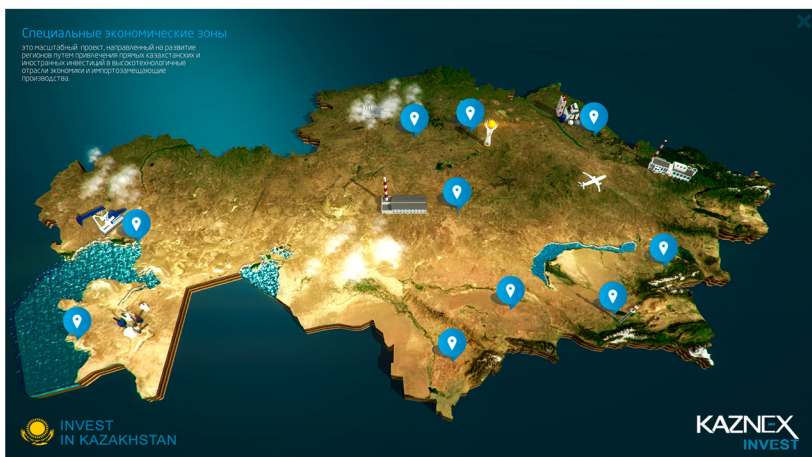 Специальные экономические зоны
это масштабный проект, направленный на развитие
регионов путем привлечения прямых казахстанских и
иностранных инвестиций в высокотехнологичные
отрасли экономики и импортозамещающие
производства.
INVEST
IN KAZAKHSTAN
KAZNEX
INVEST